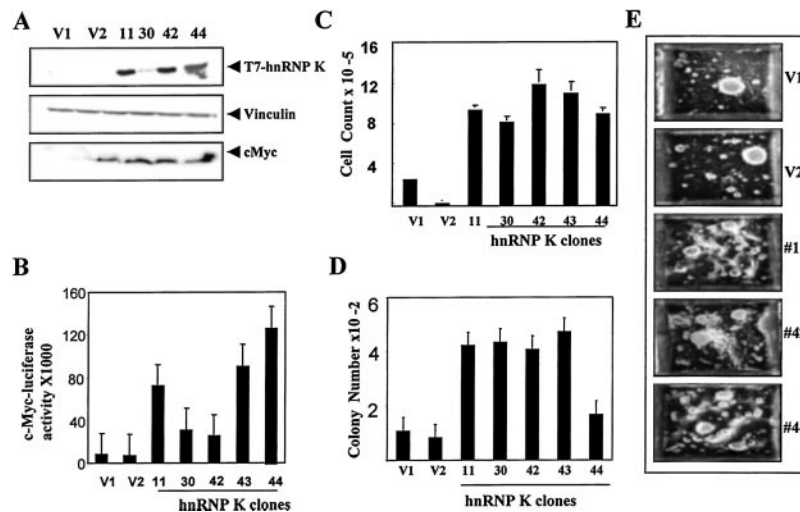 A
V1 V2 11 30 42 44
T7-hnRNP K
Vinculin
cMyc
B
c-Myc-luciferase
activity X1000
160
120
80
40
0
V1 V2 11 30 42 43 44
hnRNP K clones
C
Cell Count x 10 -5
16
12
8
4
V1 V2 11 30 42 43 44
hnRNP K clones
D
Colony Number x10 -2
6
4
2
V1 V2 11 30 42 43 44
hnRNP K clones
E
V1
V2
#1
#4